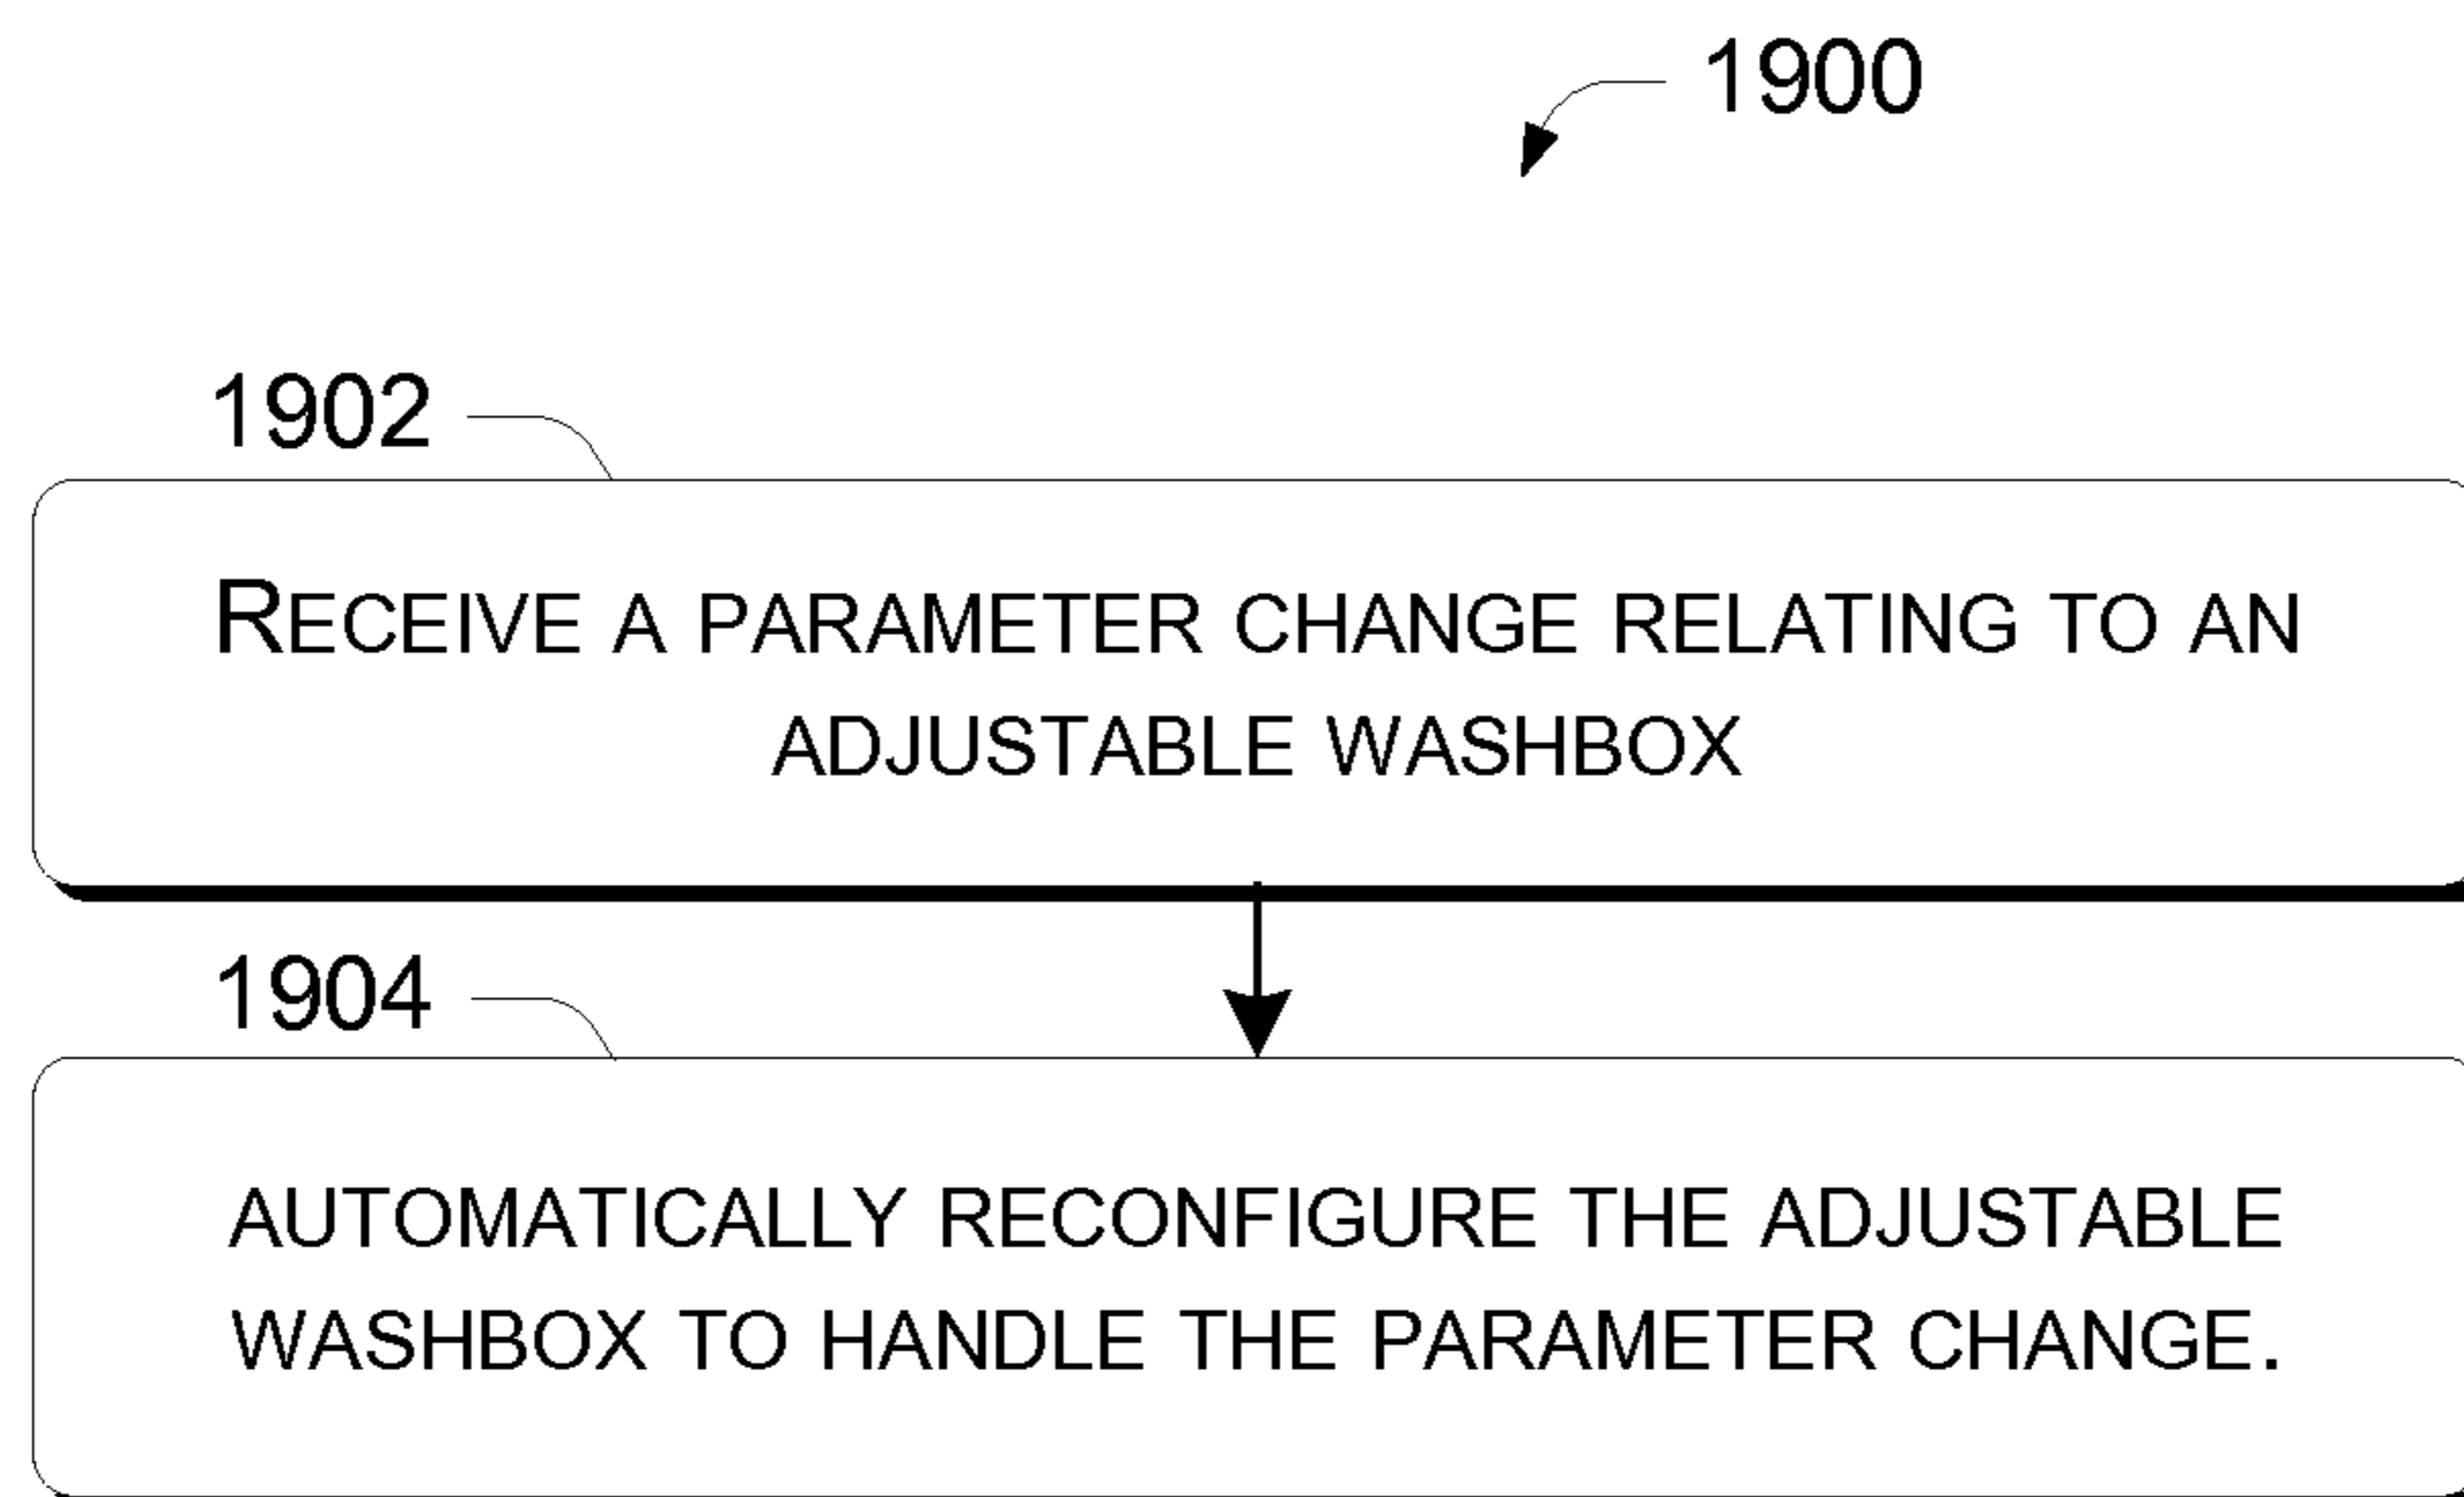 1900
1902
RECEIVE A PARAMETER CHANGE RELATING TO AN
ADJUSTABLE WASHBOX
1904
AUTOMATICALLY RECONFIGURE THE ADJUSTABLE
WASHBOX TO HANDLE THE PARAMETER CHANGE.